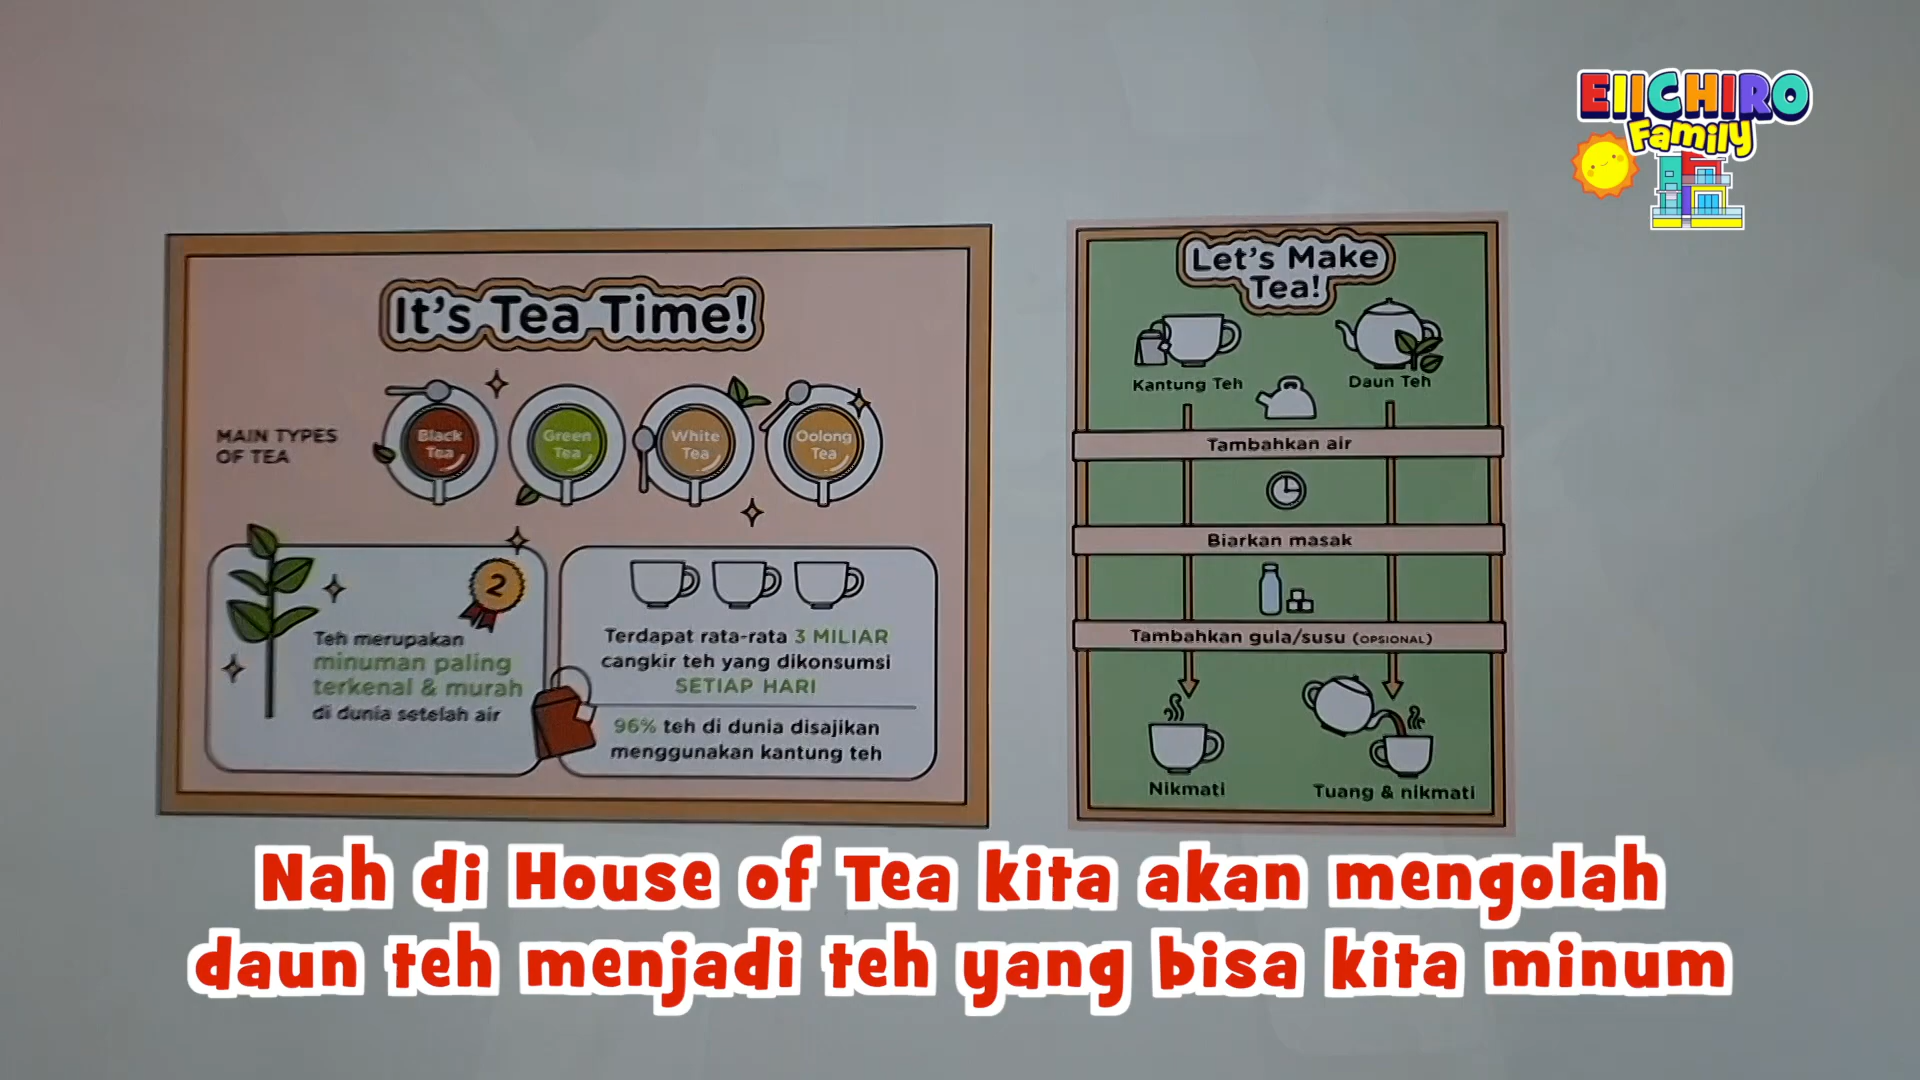 EIICHIRO
Family
It's Tea Time!
MAIN TYPES
OF TEA
Black
Tea
Green
Tea
White
Tea
Oolong
Tea
2
Teh merupakan
minuman paling
terkenal & murah
di dunia setelah air
Terdapat rata-rata 3 MILIAR
cangkir teh yang dikonsumsi
SETIAP HARI
96% teh di dunia disajikan
menggunakan kantung teh
Let's Make
Tea!
Kantung Teh
Daun Teh
Tambahkan air
Biarkan masak
Tambahkan gula/susu (OPSIONAL)
Nikmati
Tuang & nikmati
Nah di House of Tea kita akan mengolah
daun teh menjadi teh yang bisa kita minum